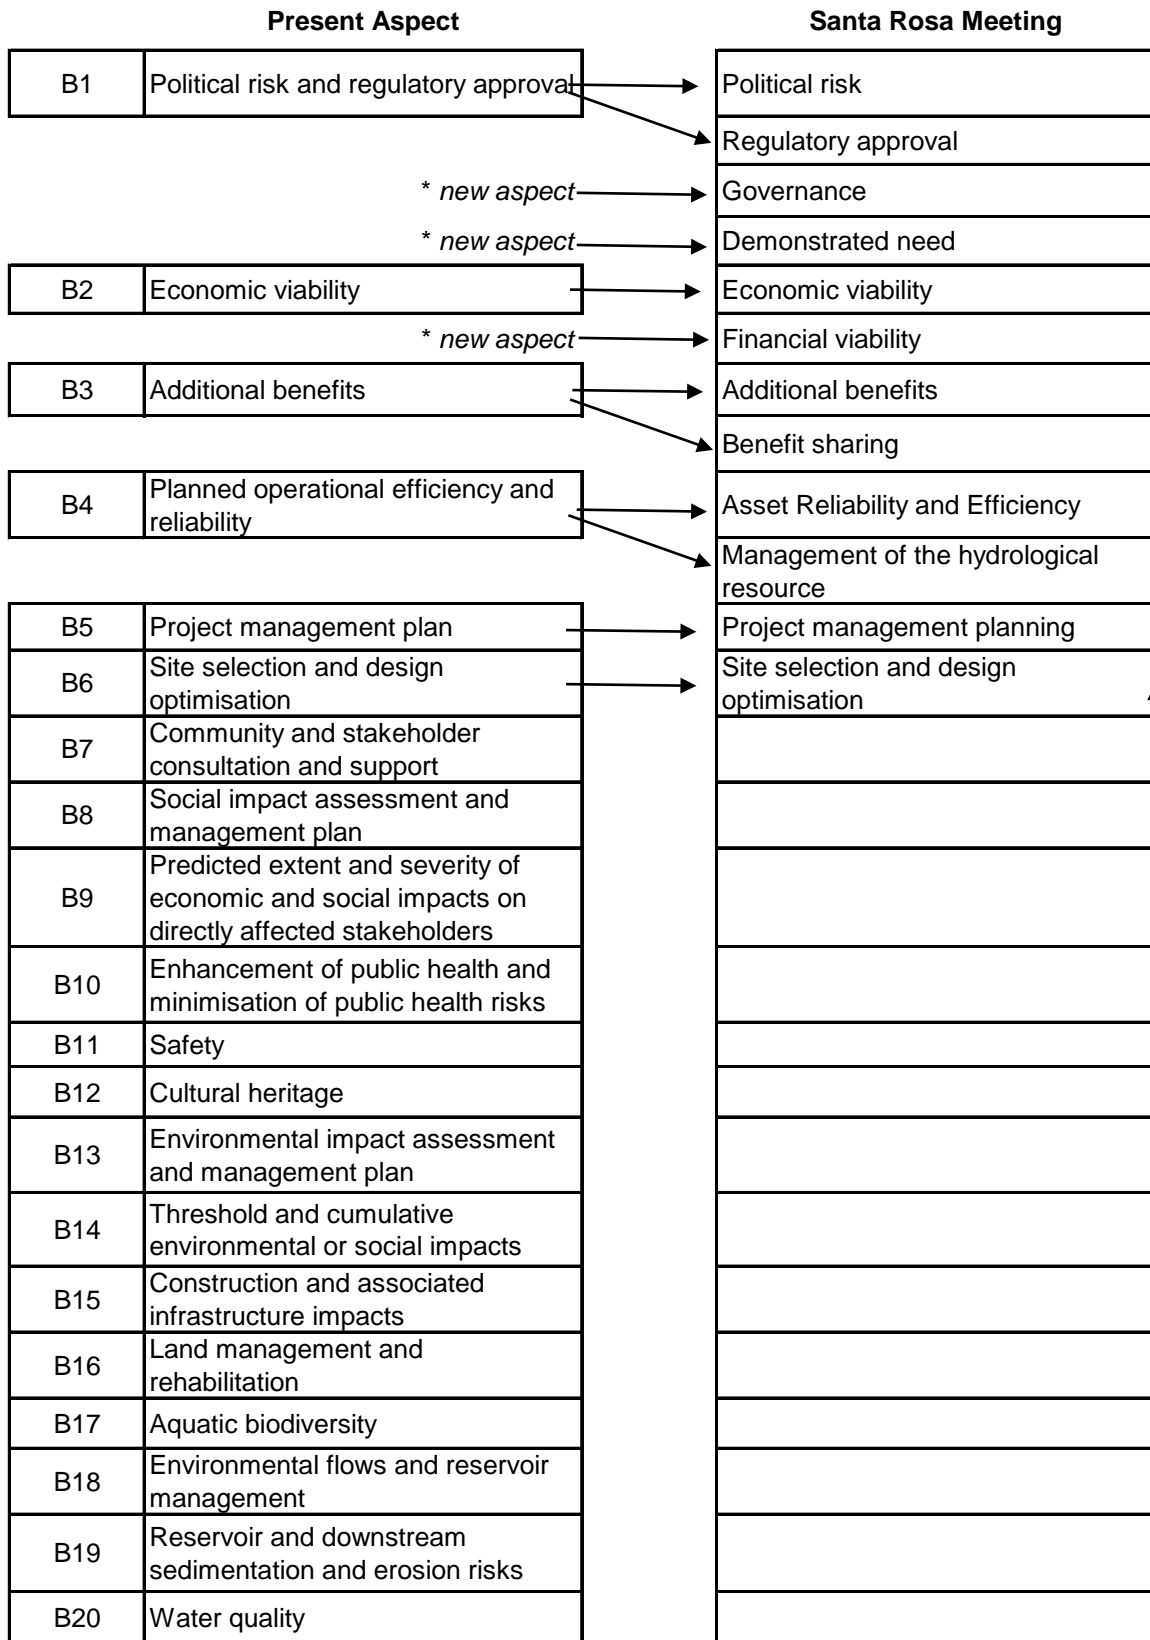 Present Aspect Santa Rosa Meeting
B1 Political risk and regulatory approval Political risk
Regulatory approval
* new aspect Governance
* new aspect Demonstrated need
B2 Economic viability Economic viability
* new aspect Financial viability
B3 Additional benefits Additional benefits
Benefit sharing
B4 Planned operational efficiency and
reliability Asset Reliability and Efficiency
Management of the hydrological
resource
B5 Project management plan Project management planning
B6 Site selection and design
optimisation Site selection and design
optimisation
B7 Community and stakeholder
consultation and support
B8 Social impact assessment and
management plan
B9 Predicted extent and severity of
economic and social impacts on
directly affected stakeholders
B10 Enhancement of public health and
minimisation of public health risks
B11 Safety
B12 Cultural heritage
B13 Environmental impact assessment
and management plan
B14 Threshold and cumulative
environmental or social impacts
B15 Construction and associated
infrastructure impacts
B16 Land management and
rehabilitation
B17 Aquatic biodiversity
B18 Environmental flows and reservoir
management
B19 Reservoir and downstream
sedimentation and erosion risks
B20 Water quality